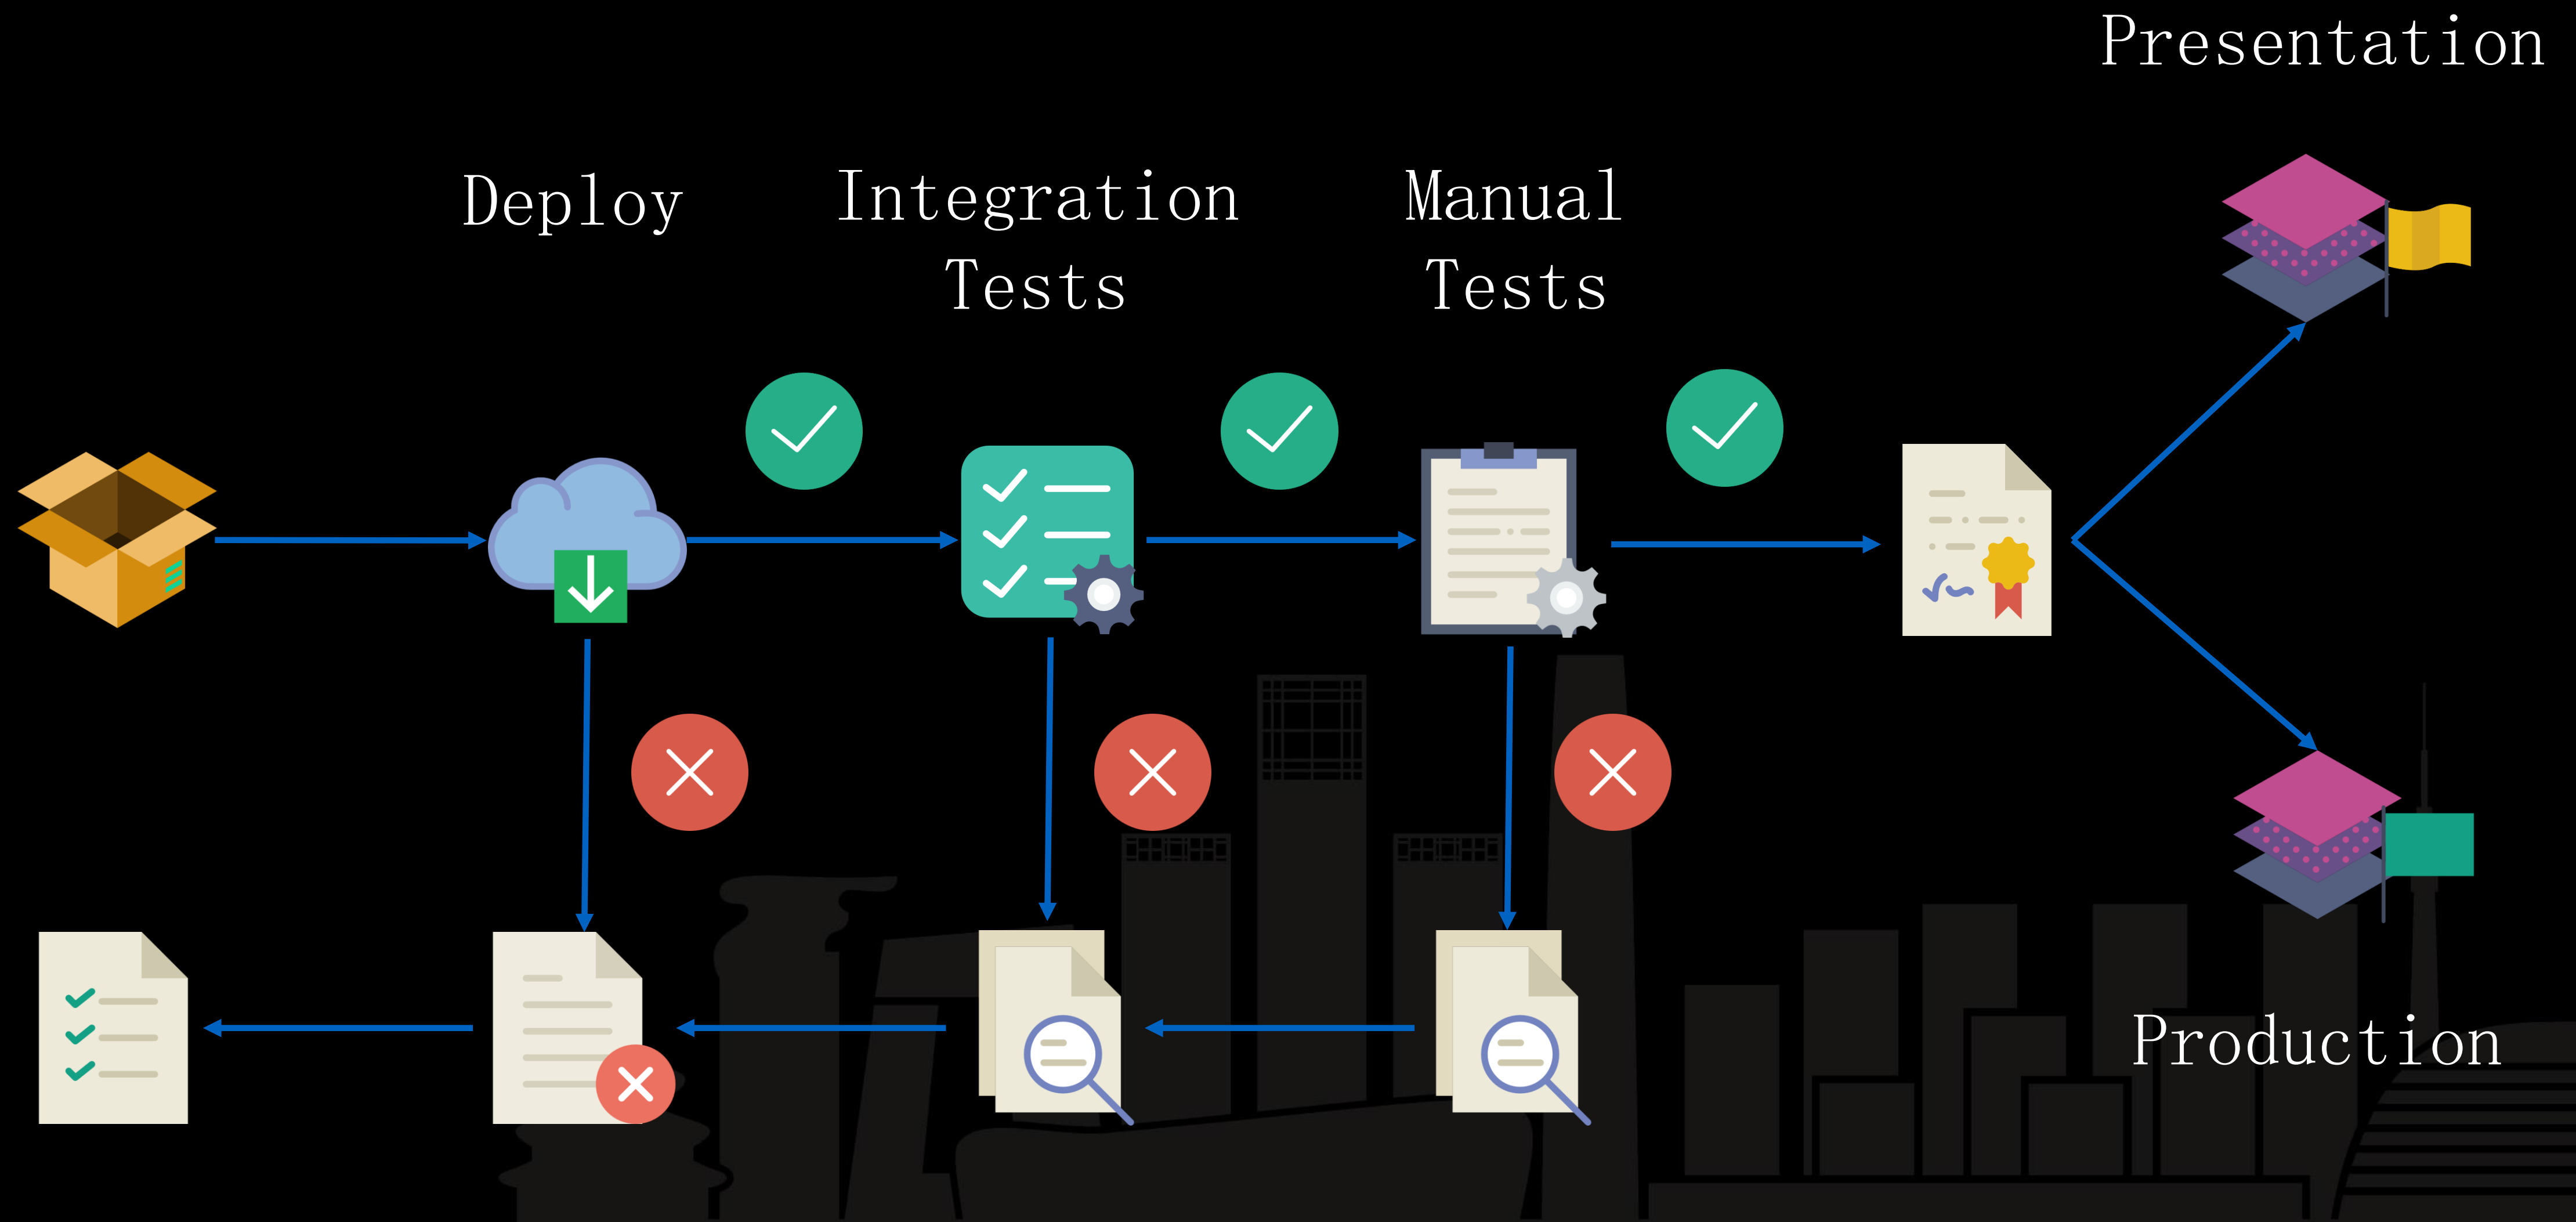 Presentation
Deploy
Integration
Tests
Manual
Tests
Production